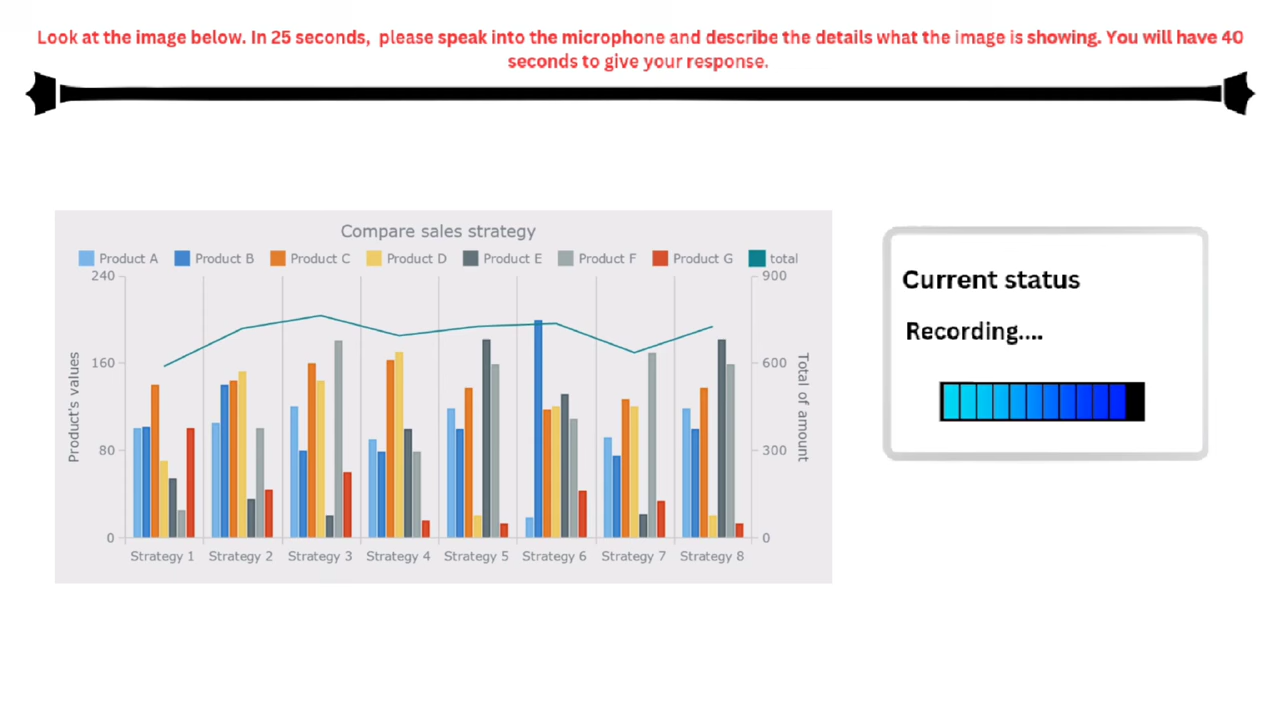 Look at the image below. In 25 seconds, please speak into the microphone and describe the details what the image is showing. You will have 40
seconds to give your response.
Compare sales strategy
Product A Product B Product C Product D Product E Product F Product G total
240 900
160 600
80 300
0 0
Product's values
Total of amount
Strategy 1 Strategy 2 Strategy 3 Strategy 4 Strategy 5 Strategy 6 Strategy 7 Strategy 8
Current status
Recording....